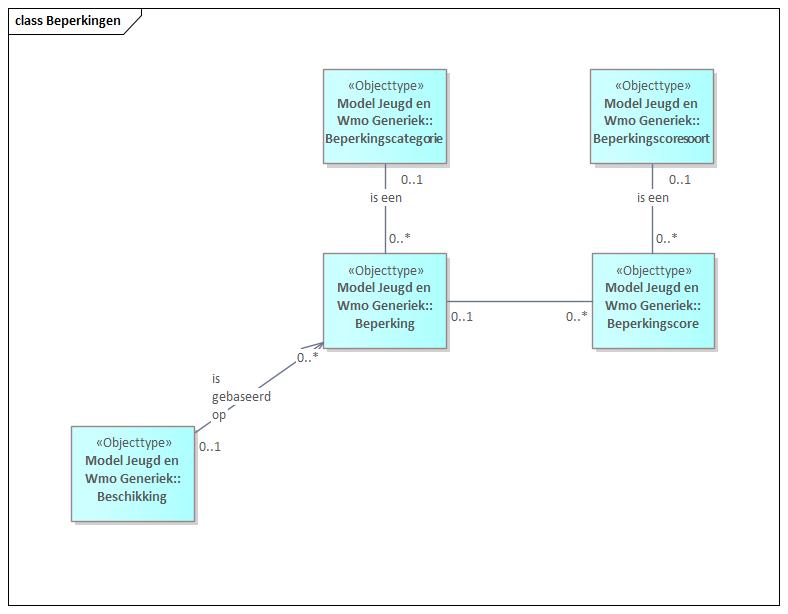 class Beperkingen
«Objecttype»
Model Jeugd en
Wmo Generiek::
Beperkingscategorie
«Objecttype»
Model Jeugd en
Wmo Generiek::
Beperkingscoresoort
0..1
is een
0..*
0..1
is een
0..*
«Objecttype»
Model Jeugd en
Wmo Generiek::
Beperking
0..1
0..*
«Objecttype»
Model Jeugd en
Wmo Generiek::
Beperkingscore
0..*
is
gebaseerd
op
0..1
«Objecttype»
Model Jeugd en
Wmo Generiek::
Beschikking